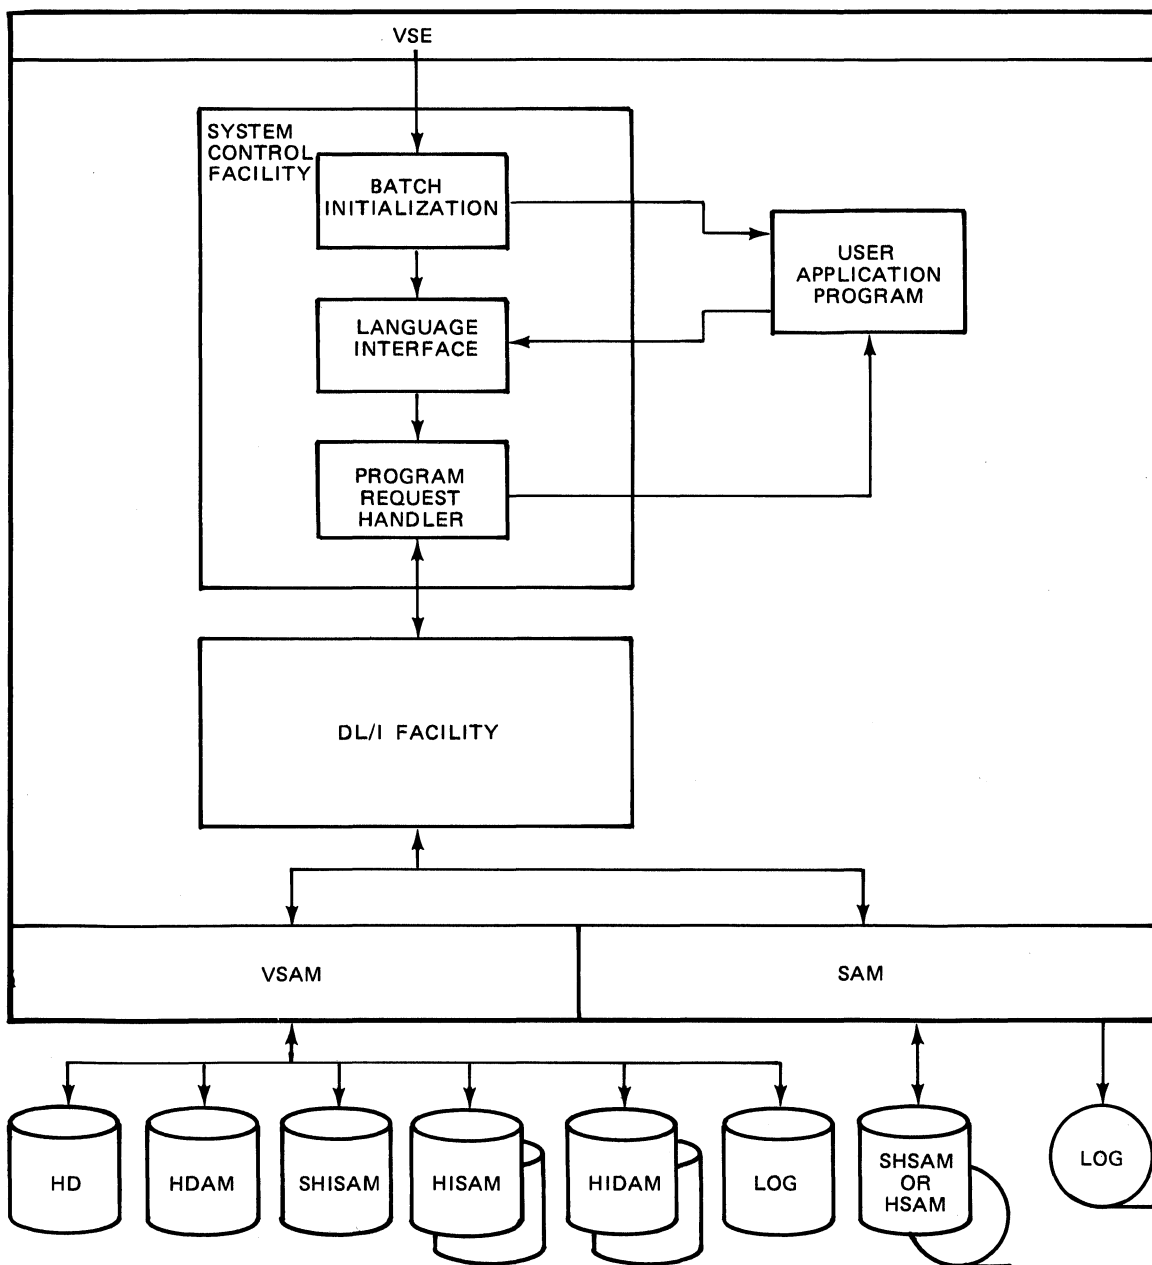 VSE
SYSTEM
CONTROL
FACILITY
BATCH
INITIALIZATION
USER
APPLICATION
PROGRAM
LANGUAGE
INTERFACE
PROGRAM
REQUEST
HANDLER
DL/I FACILITY
VSAM
SAM
HD
HDAM
SHISAM
HISAM
HIDAM
LOG
SHSAM
OR
HSAM
LOG